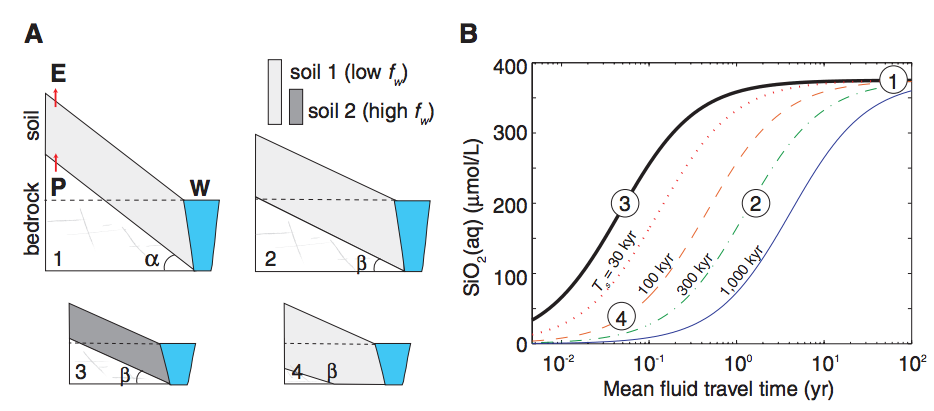 A
E
soil
P
bedrock
W
1
α
soil 1 (low f_w)
soil 2 (high f_w)
2
β
3
β
4
β
B
400
300
200
100
0
SiO₂(aq) (μmol/L)
1
2
3
4
Tₛ = 30 kyr
100 kyr
300 kyr
1,000 kyr
10⁻² 10⁻¹ 10⁰ 10¹ 10²
Mean fluid travel time (yr)